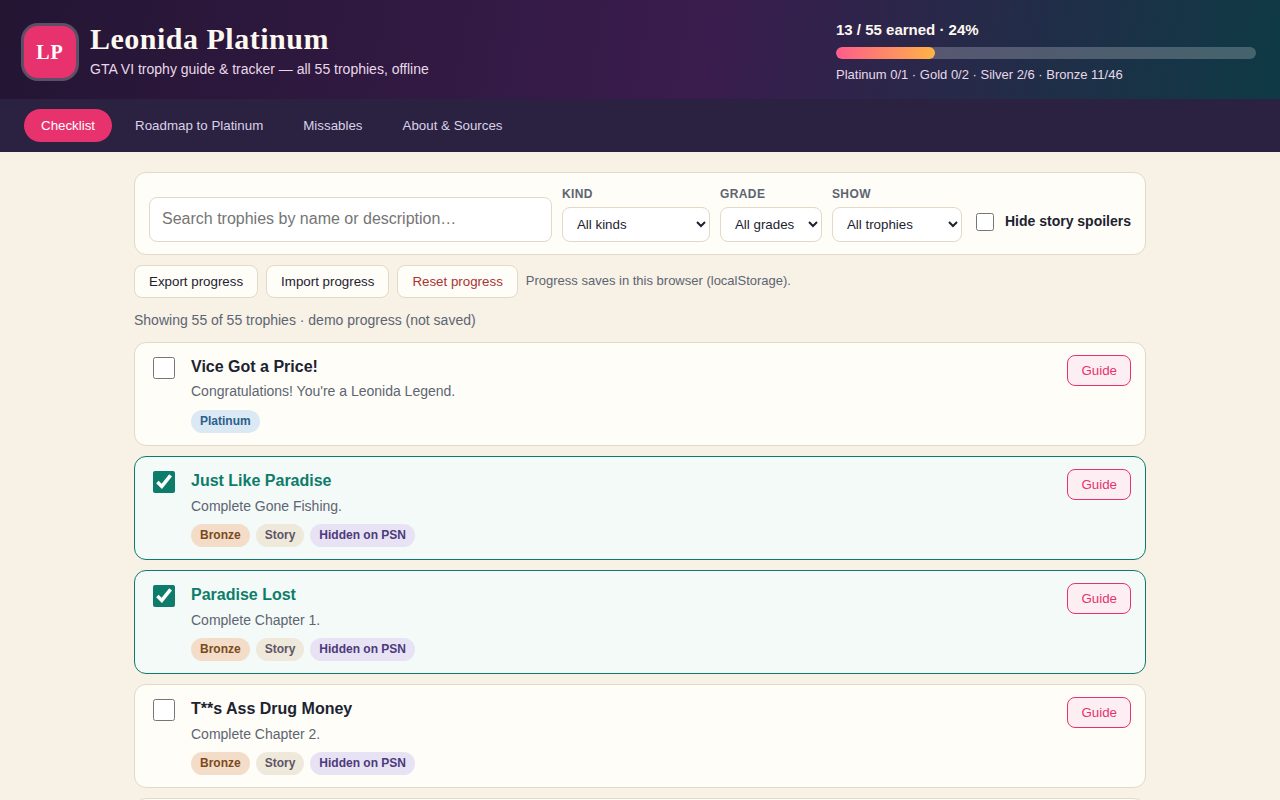 LP
Leonida Platinum
GTA VI trophy guide & tracker — all 55 trophies, offline
13 / 55 earned · 24%
Platinum 0/1 · Gold 0/2 · Silver 2/6 · Bronze 11/46
Checklist
Roadmap to Platinum
Missables
About & Sources
Search trophies by name or description…
KIND
All kinds
GRADE
All grades
SHOW
All trophies
Hide story spoilers
Export progress
Import progress
Reset progress
Progress saves in this browser (localStorage).
Showing 55 of 55 trophies · demo progress (not saved)
Vice Got a Price!
Congratulations! You're a Leonida Legend.
Platinum
Guide
Just Like Paradise
Complete Gone Fishing.
Bronze
Story
Hidden on PSN
Guide
Paradise Lost
Complete Chapter 1.
Bronze
Story
Hidden on PSN
Guide
T**s Ass Drug Money
Complete Chapter 2.
Bronze
Story
Hidden on PSN
Guide